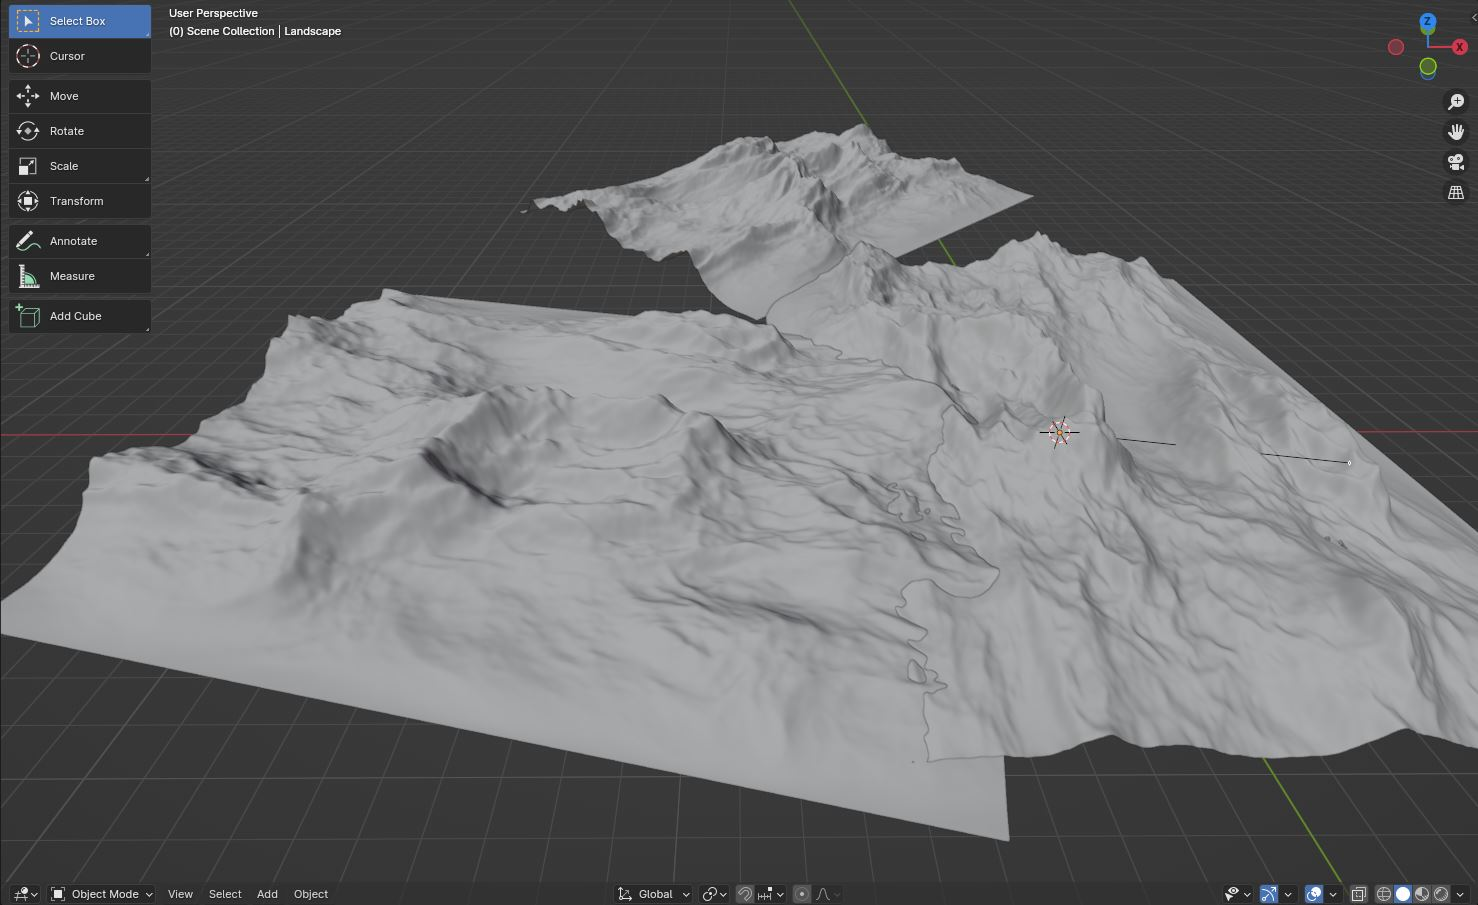 Select Box
Cursor
Move
Rotate
Scale
Transform
Annotate
Measure
Add Cube
User Perspective
(0) Scene Collection | Landscape
Z
X
Object Mode
View
Select
Add
Object
Global